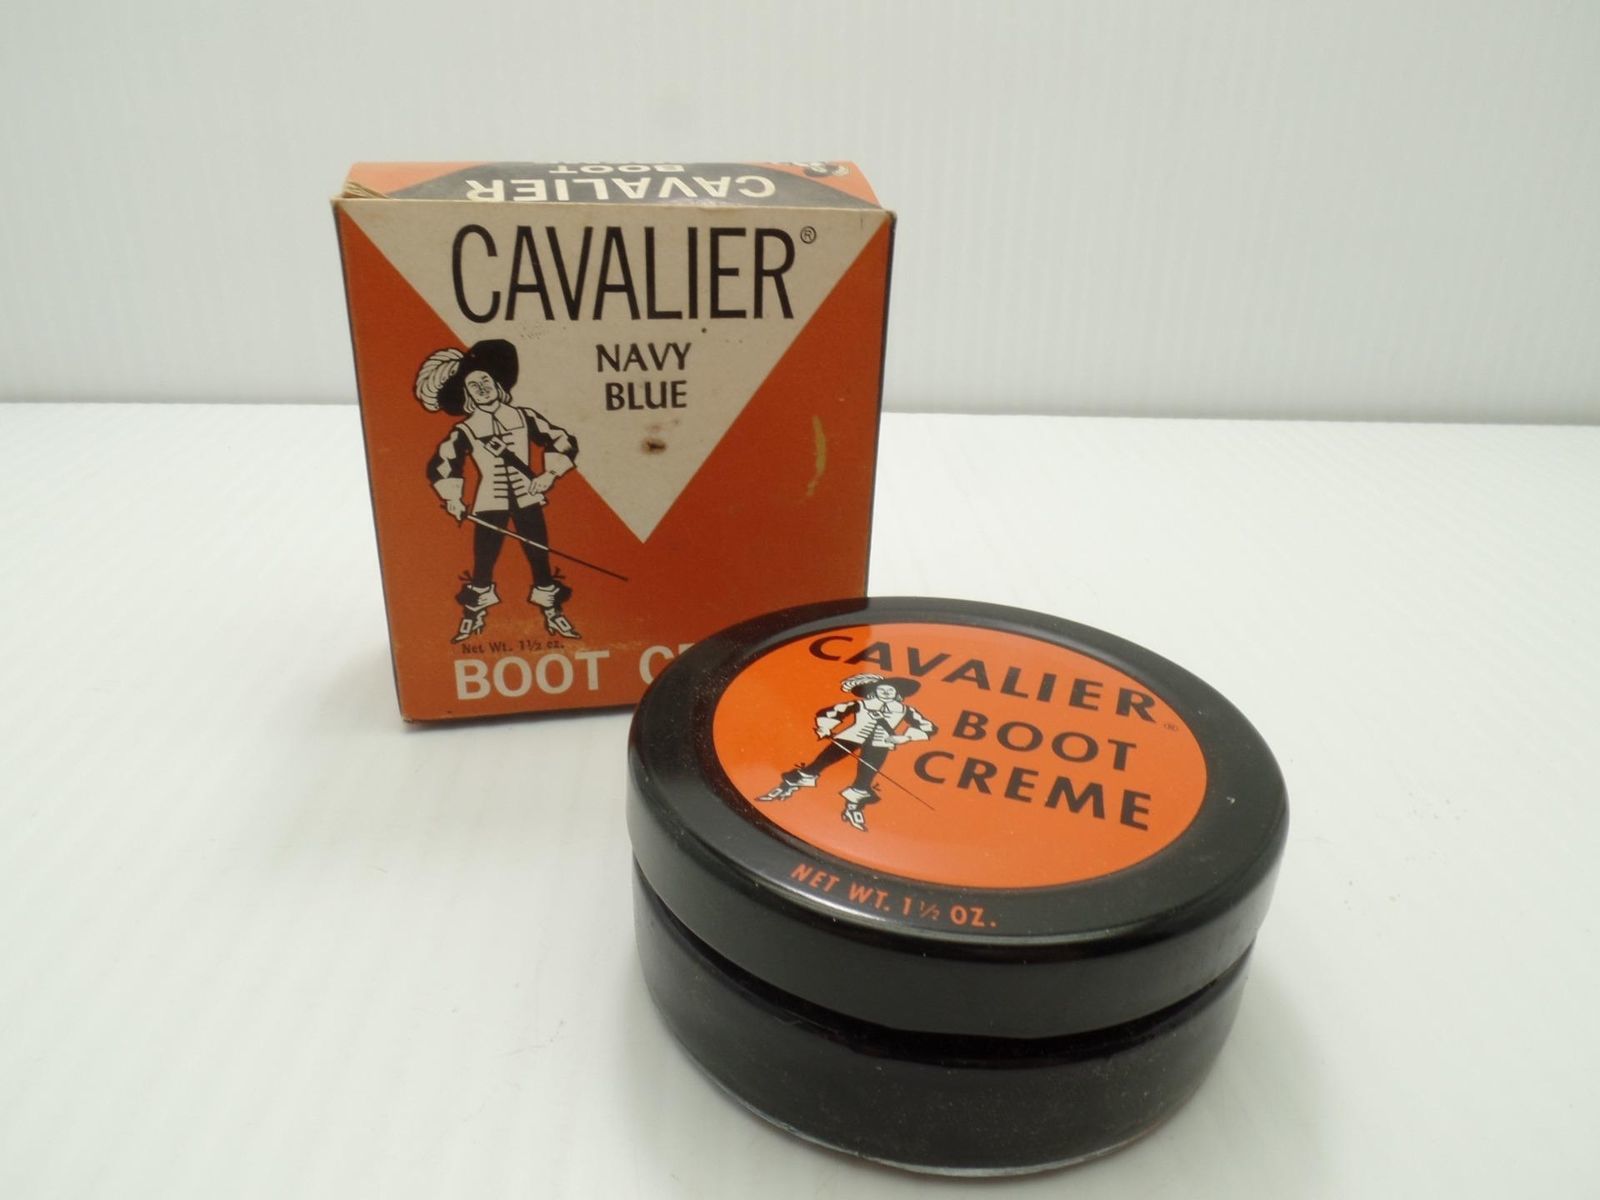 CAVALIER
BOOT
CAVALIER®
NAVY
BLUE
Net Wt. 1½ oz.
BOOT
CAVALIER®
BOOT
CREME
NET WT. 1½ OZ.